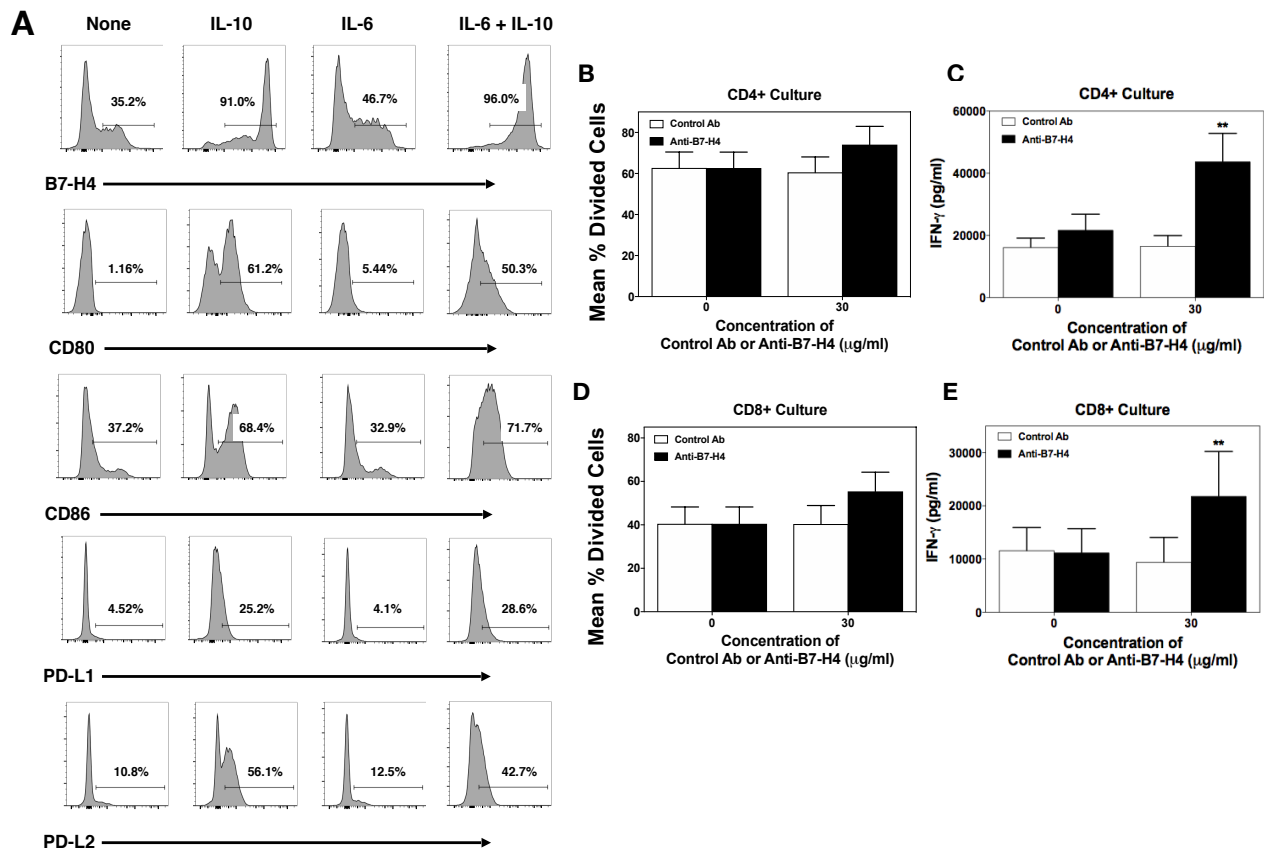 A
None IL-10 IL-6 IL-6 + IL-10
35.2% 91.0% 46.7% 96.0%
B7-H4
1.16% 61.2% 5.44% 50.3%
CD80
37.2% 68.4% 32.9% 71.7%
CD86
4.52% 25.2% 4.1% 28.6%
PD-L1
10.8% 56.1% 12.5% 42.7%
PD-L2
B
CD4+ Culture
Control Ab
Anti-B7-H4
Mean % Divided Cells
80
60
40
20
0
0 30
Concentration of
Control Ab or Anti-B7-H4 (μg/ml)
C
CD4+ Culture
Control Ab
Anti-B7-H4
**
IFN-γ (pg/ml)
60000
40000
20000
0
0 30
Concentration of
Control Ab or Anti-B7-H4 (μg/ml)
D
CD8+ Culture
Control Ab
Anti-B7-H4
Mean % Divided Cells
80
60
40
20
0
0 30
Concentration of
Control Ab or Anti-B7-H4 (μg/ml)
E
CD8+ Culture
Control Ab
Anti-B7-H4
**
IFN-γ (pg/ml)
30000
20000
10000
0
0 30
Concentration of
Control Ab or Anti-B7-H4 (μg/ml)